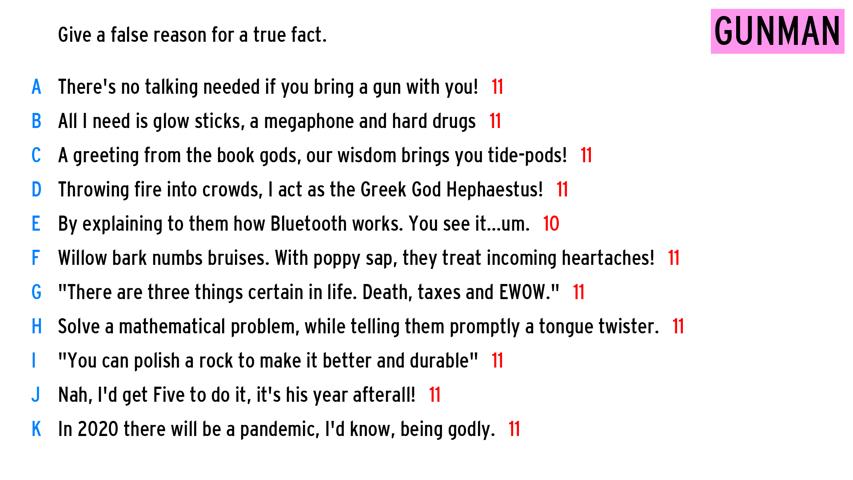 Give a false reason for a true fact.
GUNMAN
A There's no talking needed if you bring a gun with you! 11
B All I need is glow sticks, a megaphone and hard drugs 11
C A greeting from the book gods, our wisdom brings you tide-pods! 11
D Throwing fire into crowds, I act as the Greek God Hephaestus! 11
E By explaining to them how Bluetooth works. You see it...um. 10
F Willow bark numbs bruises. With poppy sap, they treat incoming heartaches! 11
G "There are three things certain in life. Death, taxes and EWOW." 11
H Solve a mathematical problem, while telling them promptly a tongue twister. 11
I "You can polish a rock to make it better and durable" 11
J Nah, I'd get Five to do it, it's his year afterall! 11
K In 2020 there will be a pandemic, I'd know, being godly. 11